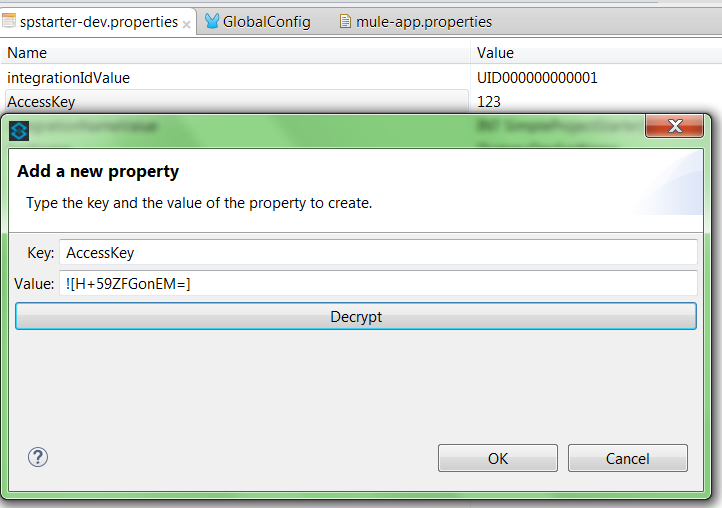 spstarter-dev.properties GlobalConfig mule-app.properties
Name Value
integrationIdValue UID000000000001
AccessKey 123
Add a new property
Type the key and the value of the property to create.
Key: AccessKey
Value: ![H+59ZFGonEM=]
Decrypt
? OK Cancel